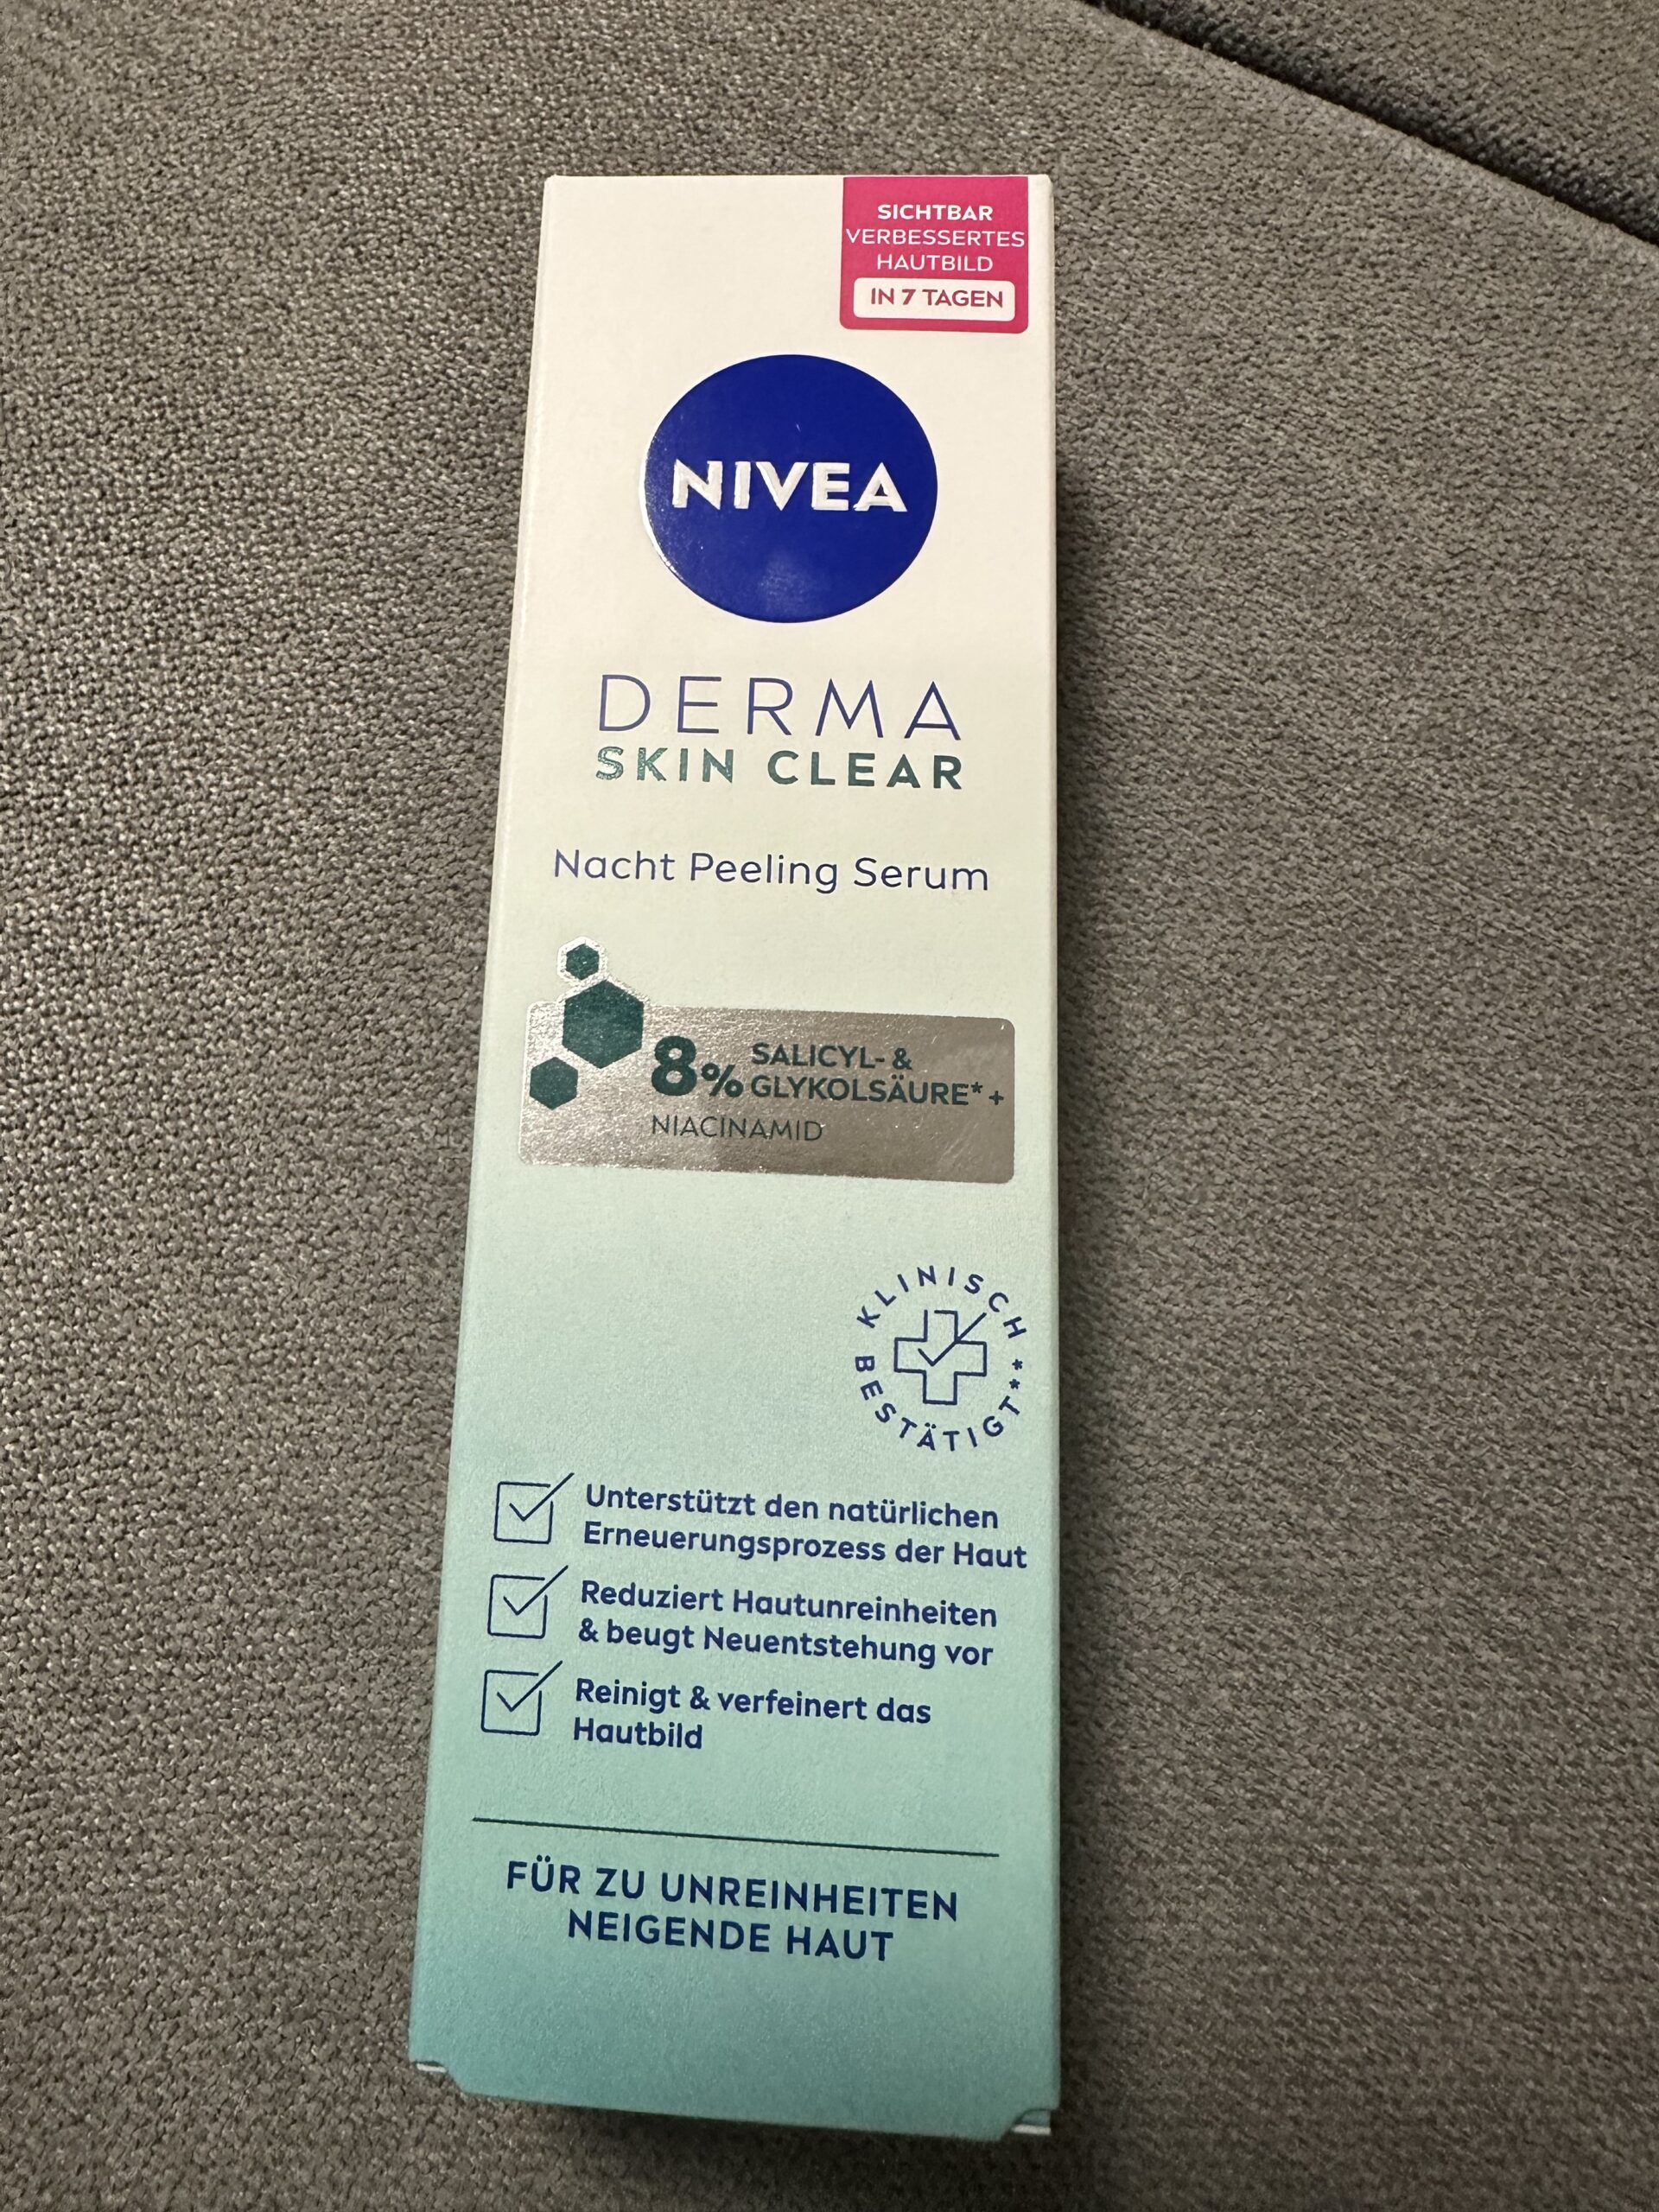 SICHTBAR
VERBESSERTES
HAUTBILD
IN 7 TAGEN
NIVEA
DERMA
SKIN CLEAR
Nacht Peeling Serum
8% SALICYL- &
GLYKOLSÄURE* +
NIACINAMID
KLINISCH
BESTÄTIGT**
Unterstützt den natürlichen
Erneuerungsprozess der Haut
Reduziert Hautunreinheiten
& beugt Neuentstehung vor
Reinigt & verfeinert das
Hautbild
FÜR ZU UNREINHEITEN
NEIGENDE HAUT